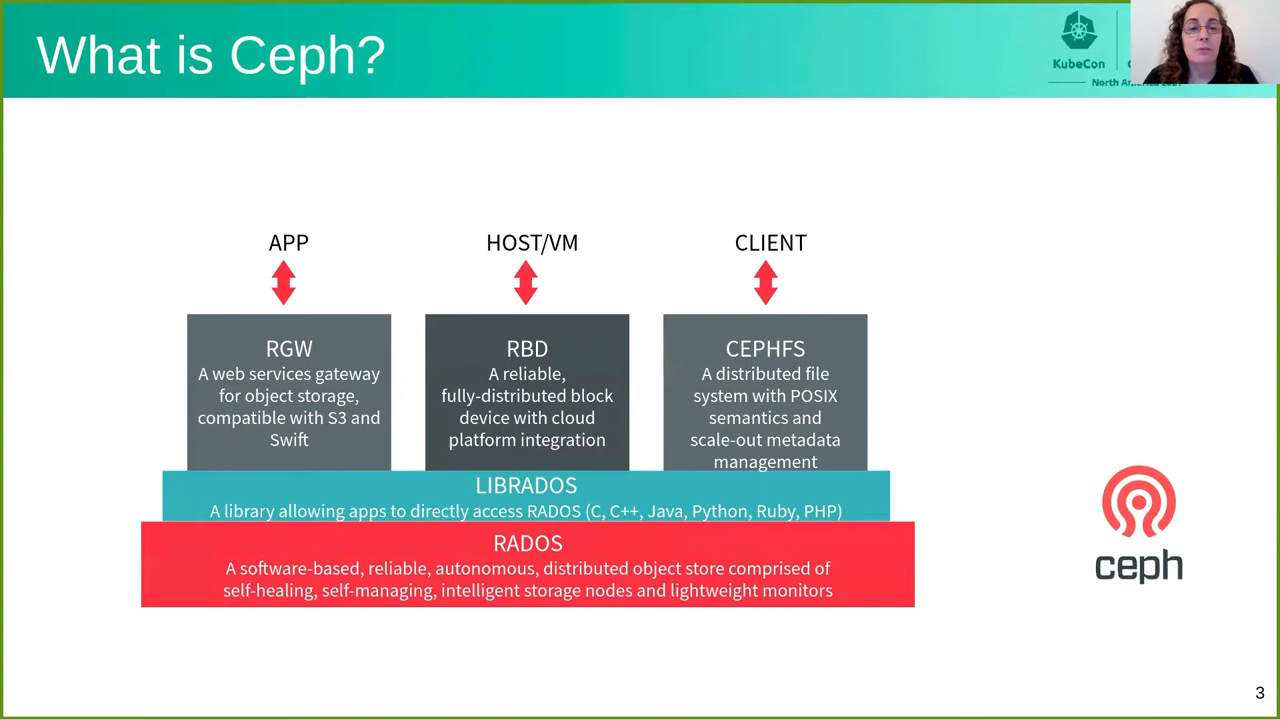 What is Ceph?
KubeCon
North America 2021
APP
HOST/VM
CLIENT
RGW
A web services gateway
for object storage,
compatible with S3 and
Swift
RBD
A reliable,
fully-distributed block
device with cloud
platform integration
CEPHFS
A distributed file
system with POSIX
semantics and
scale-out metadata
management
LIBRADOS
A library allowing apps to directly access RADOS (C, C++, Java, Python, Ruby, PHP)
RADOS
A software-based, reliable, autonomous, distributed object store comprised of
self-healing, self-managing, intelligent storage nodes and lightweight monitors
ceph
3